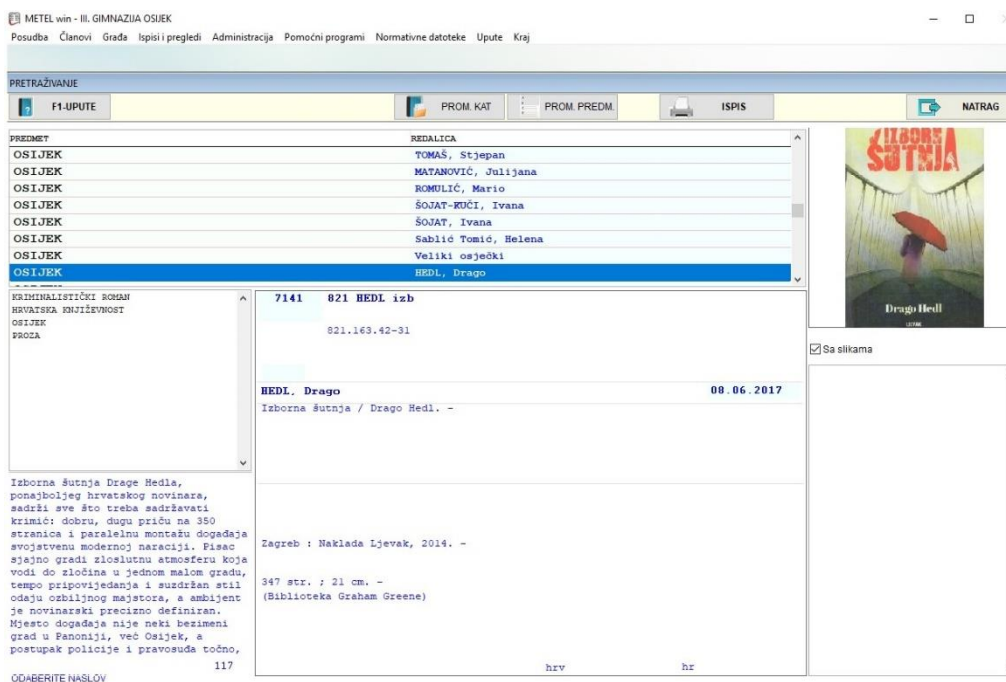 METEL win - III. GIMNAZIJA OSIJEK
Posudba Članovi Građa Ispisi i pregledi Administracija Pomoćni programi Normativne datoteke Upute Kraj
PRETRAŽIVANJE
F1-UPUTE PROM. KAT PROM. PREDM. ISPIS NATRAG
PREDMET REDALICA
OSIJEK TOMAŠ, Stjepan
OSIJEK MATANOVIĆ, Julijana
OSIJEK ROMULIĆ, Mario
OSIJEK ŠOJAT-KUČI, Ivana
OSIJEK ŠOJAT, Ivana
OSIJEK Sablić Tomić, Helena
OSIJEK Veliki osječki
OSIJEK HEDL, Drago
IZBORNA
ŠUTNJA
Drago Hedl
Sa slikama
KRIMINALISTIČKI ROMAN
HRVATSKA KNJIŽEVNOST
OSIJEK
PROZA
7141 821 HEDL izb
821.163.42-31
HEDL, Drago 08.06.2017
Izborna šutnja / Drago Hedl. -
Zagreb : Naklada Ljevak, 2014. -
347 str. ; 21 cm. -
(Biblioteka Graham Greene)
hrv hr
Izborna šutnja Drage Hedla,
ponajboljeg hrvatskog novinara,
sadrži sve što treba sadržavati
krimić: dobru, dugu priču na 350
stranica i paralelnu montažu događaja
svojstvenu modernoj naraciji. Pisac
sjajno gradi zloslutnu atmosferu koja
vodi do zločina u jednom malom gradu,
tempo pripovijedanja i suzdržan stil
odaju ozbiljnog majstora, a ambijent
je novinarski precizno definiran.
Mjesto događaja nije neki bezimeni
grad u Panoniji, već Osijek, a
postupak policije i pravosuđa točno,
117
ODABERITE NASLOV